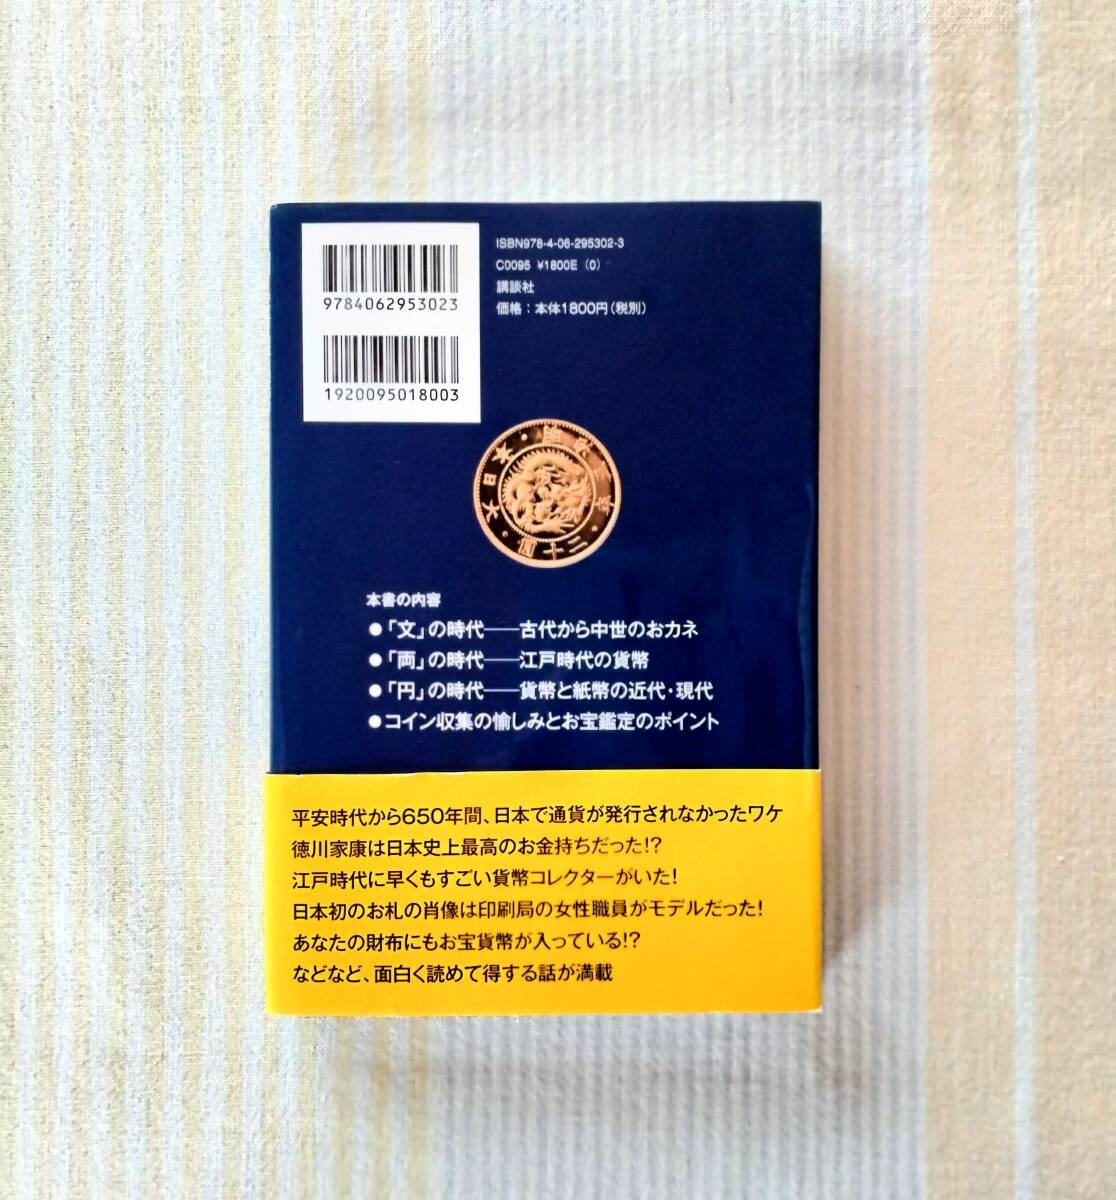 9784062953023
1920095018003
ISBN978-4-06-295302-3
C0095 ¥1800E (0)
講談社
価格：本体1800円(税別)
大日本・明治三年・二十圓・
本書の内容
●「文」の時代――古代から中世のおカネ
●「両」の時代――江戸時代の貨幣
●「円」の時代――貨幣と紙幣の近代・現代
●コイン収集の愉しみとお宝鑑定のポイント
平安時代から650年間、日本で通貨が発行されなかったワケ
徳川家康は日本史上最高のお金持ちだった!?
江戸時代に早くもすごい貨幣コレクターがいた!
日本初のお札の肖像は印刷局の女性職員がモデルだった!
あなたの財布にもお宝貨幣が入っている!?
などなど、面白く読めて得する話が満載